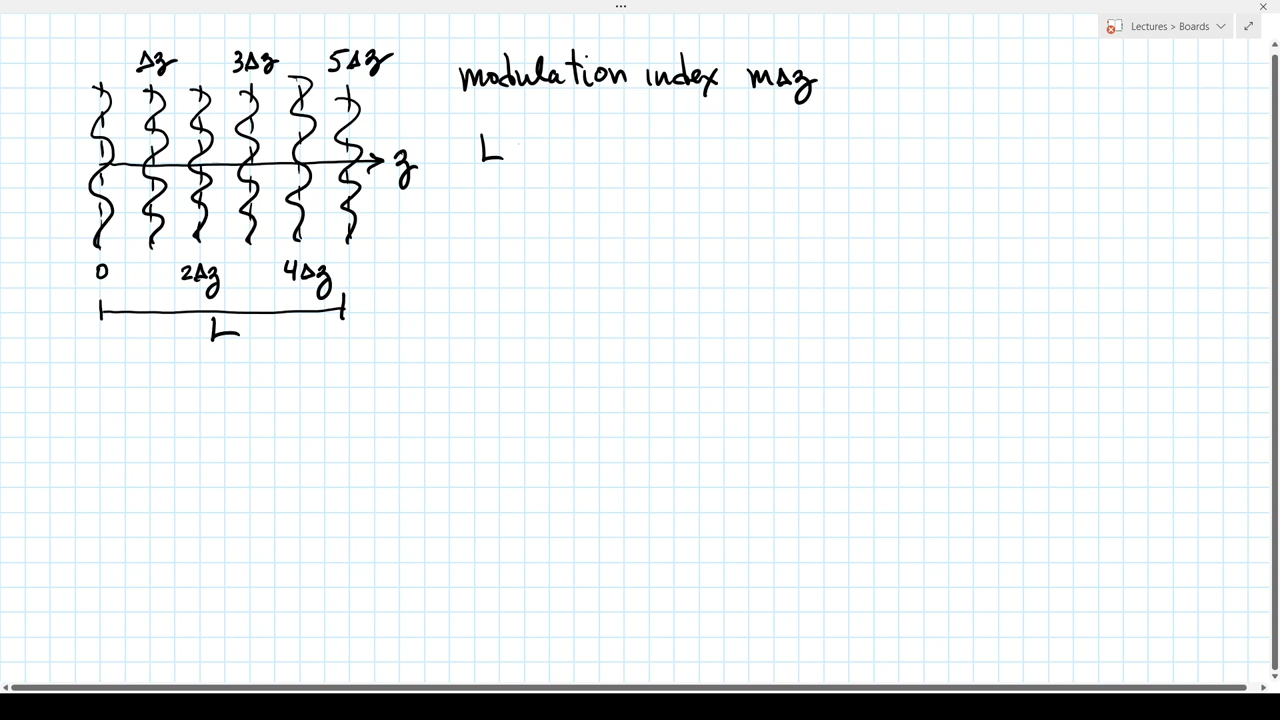 Lectures > Boards
Δz 3Δz 5Δz
modulation index mΔz
z
L
0 2Δz 4Δz
L